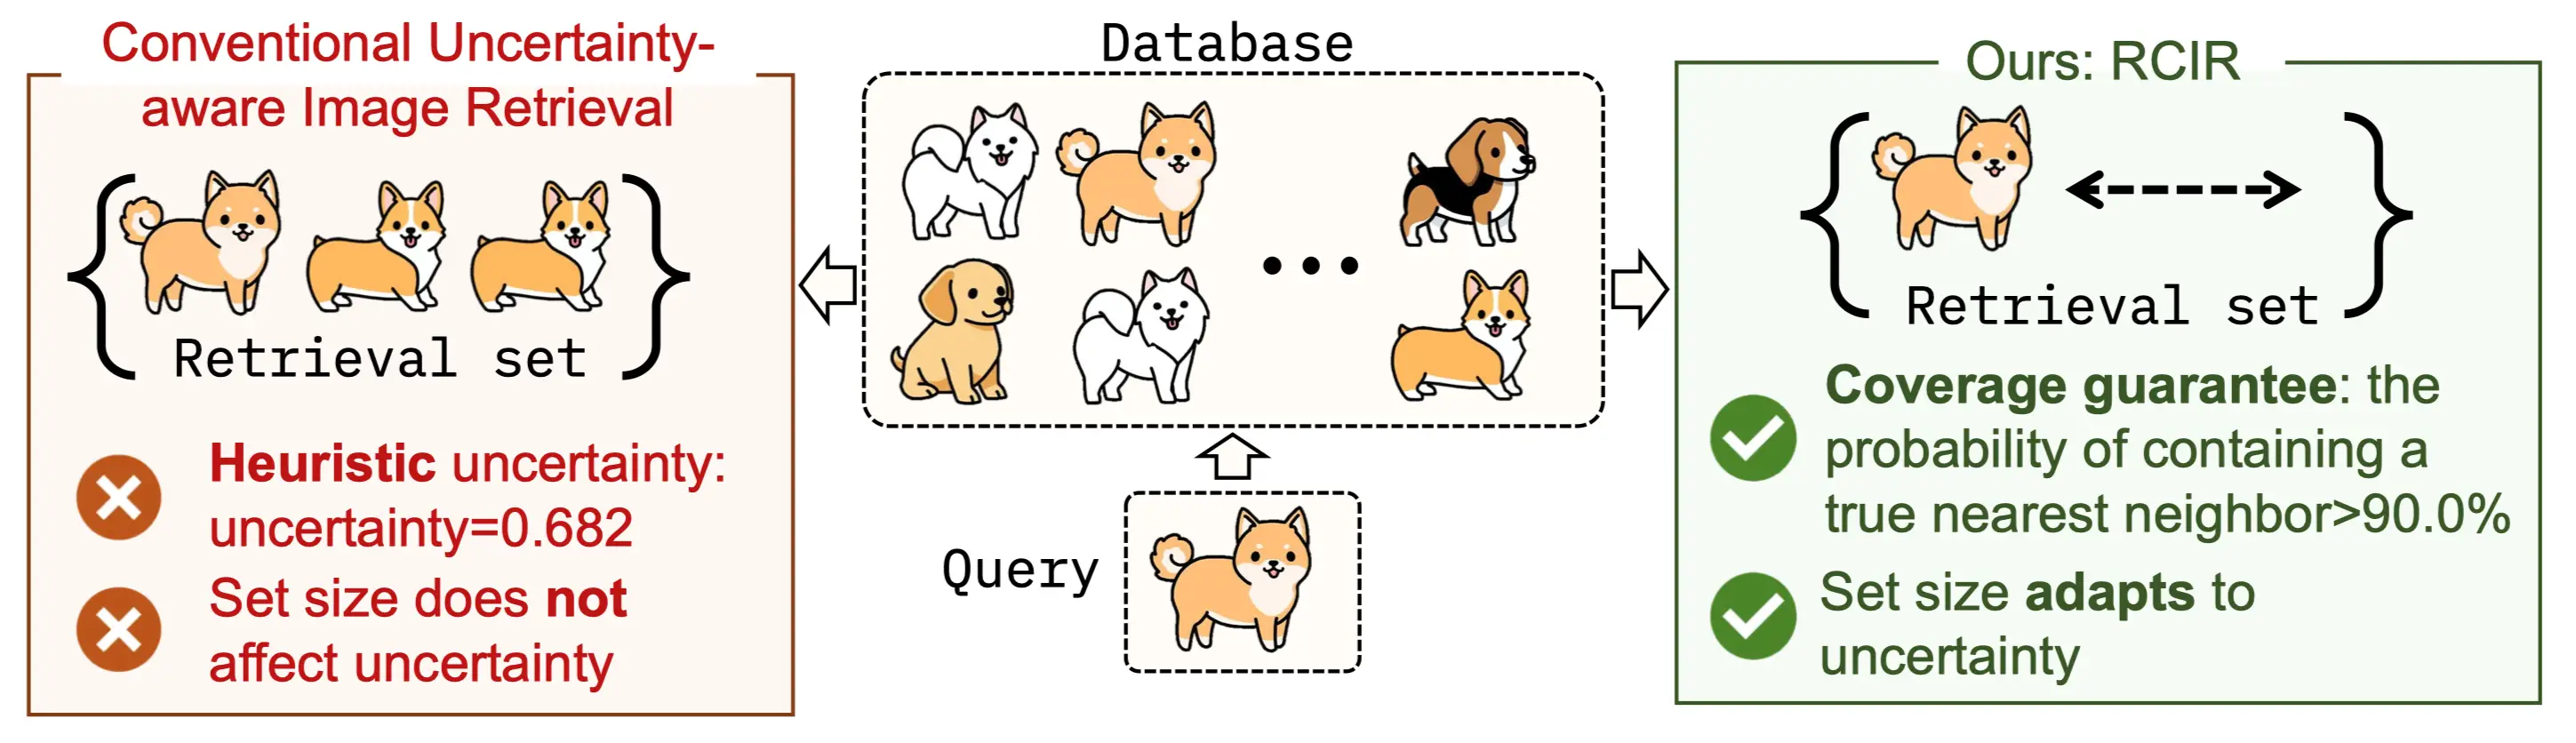 Conventional Uncertainty-
aware Image Retrieval
Retrieval set
Heuristic uncertainty:
uncertainty=0.682
Set size does not
affect uncertainty
Database
Query
Ours: RCIR
Retrieval set
Coverage guarantee: the
probability of containing a
true nearest neighbor>90.0%
Set size adapts to
uncertainty